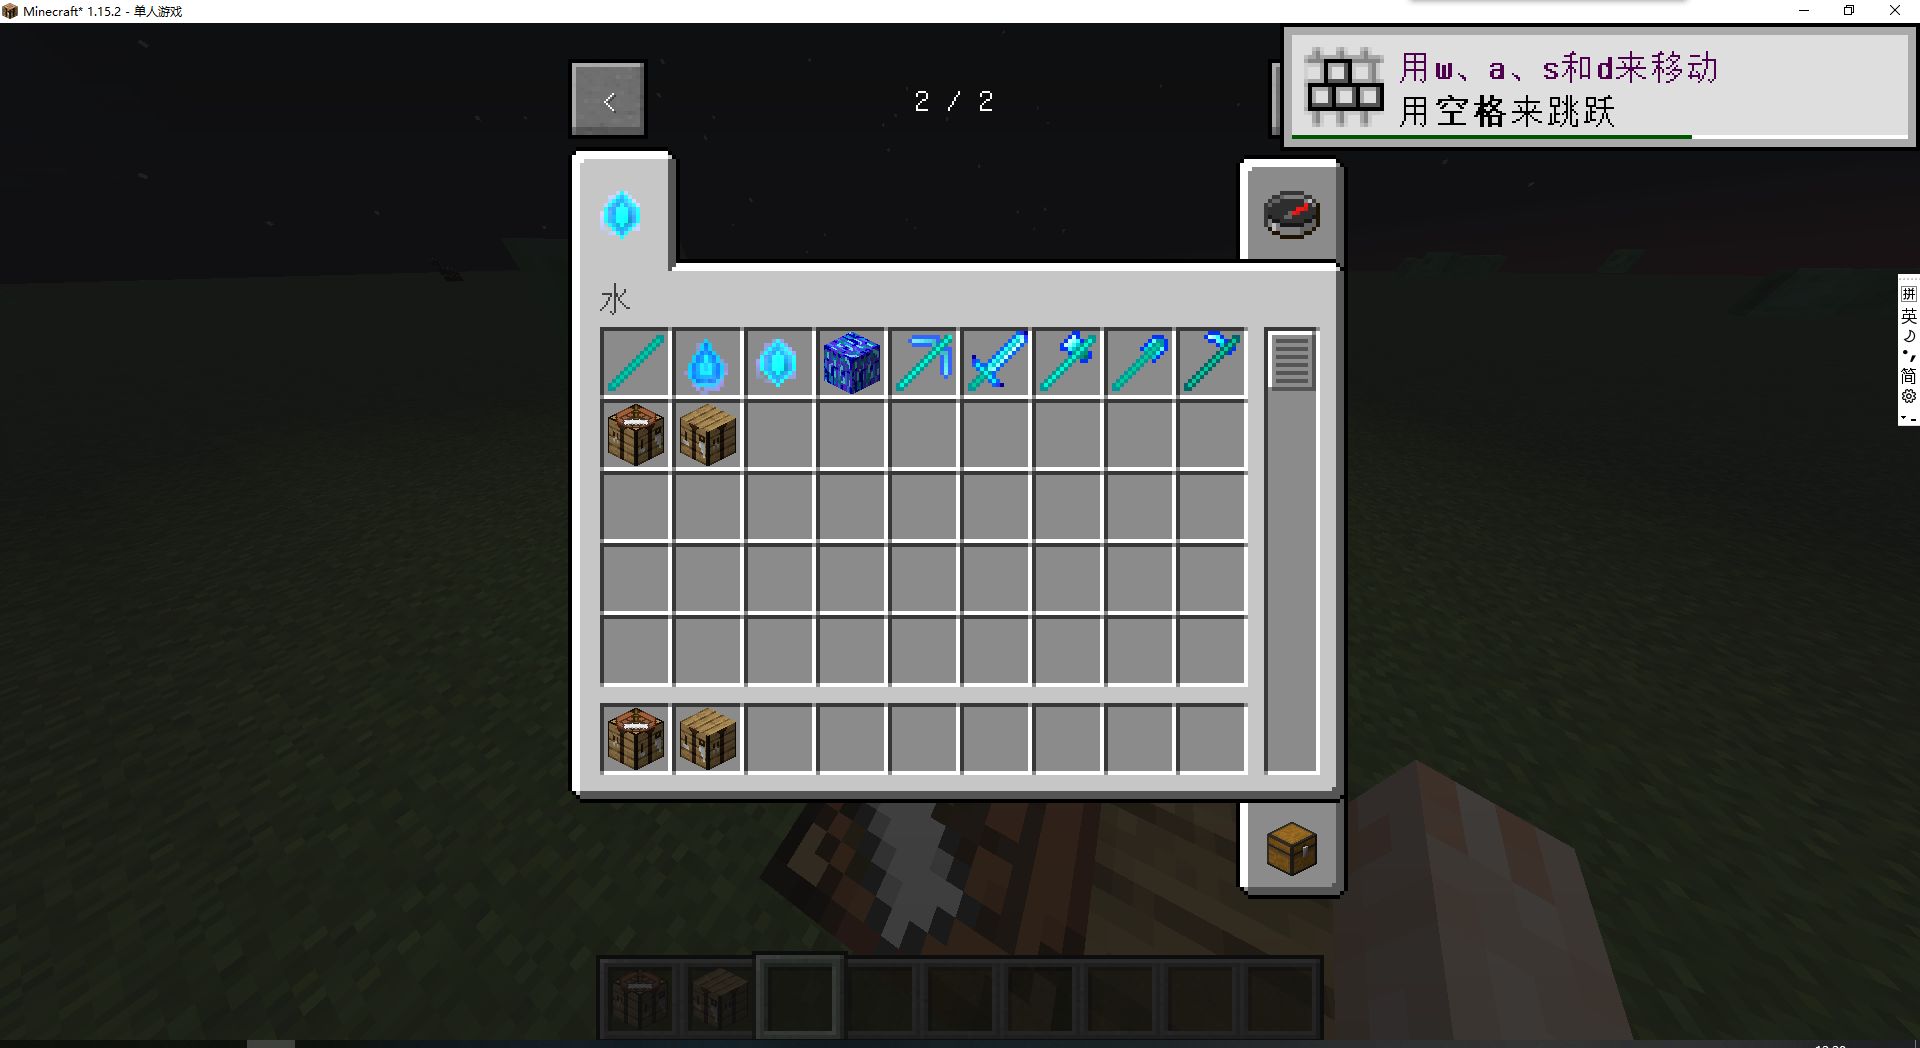 Minecraft* 1.15.2 - 单人游戏
< 2 / 2
用w、a、s和d来移动
用空格来跳跃
水
拼
英
简